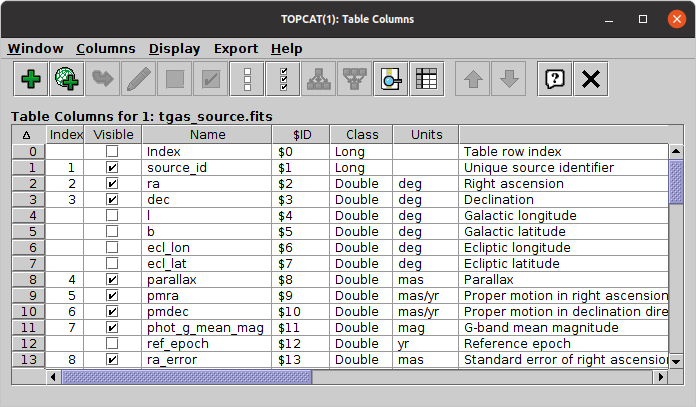 TOPCAT(1): Table Columns
Window Columns Display Export Help
Table Columns for 1: tgas_source.fits
Δ Index Visible Name $ID Class Units
0 Index $0 Long Table row index
1 1 source_id $1 Long Unique source identifier
2 2 ra $2 Double deg Right ascension
3 3 dec $3 Double deg Declination
4 l $4 Double deg Galactic longitude
5 b $5 Double deg Galactic latitude
6 ecl_lon $6 Double deg Ecliptic longitude
7 ecl_lat $7 Double deg Ecliptic latitude
8 4 parallax $8 Double mas Parallax
9 5 pmra $9 Double mas/yr Proper motion in right ascension
10 6 pmdec $10 Double mas/yr Proper motion in declination dire
11 7 phot_g_mean_mag $11 Double mag G-band mean magnitude
12 ref_epoch $12 Double yr Reference epoch
13 8 ra_error $13 Double mas Standard error of right ascension